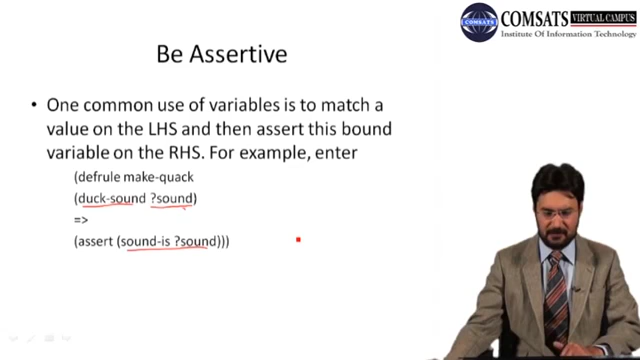 COMSATS VIRTUAL CAMPUS
Institute Of Information Technology
Be Assertive
• One common use of variables is to match a
value on the LHS and then assert this bound
variable on the RHS. For example, enter
(defrule make-quack
(duck-sound ?sound)
=>
(assert (sound-is ?sound)))